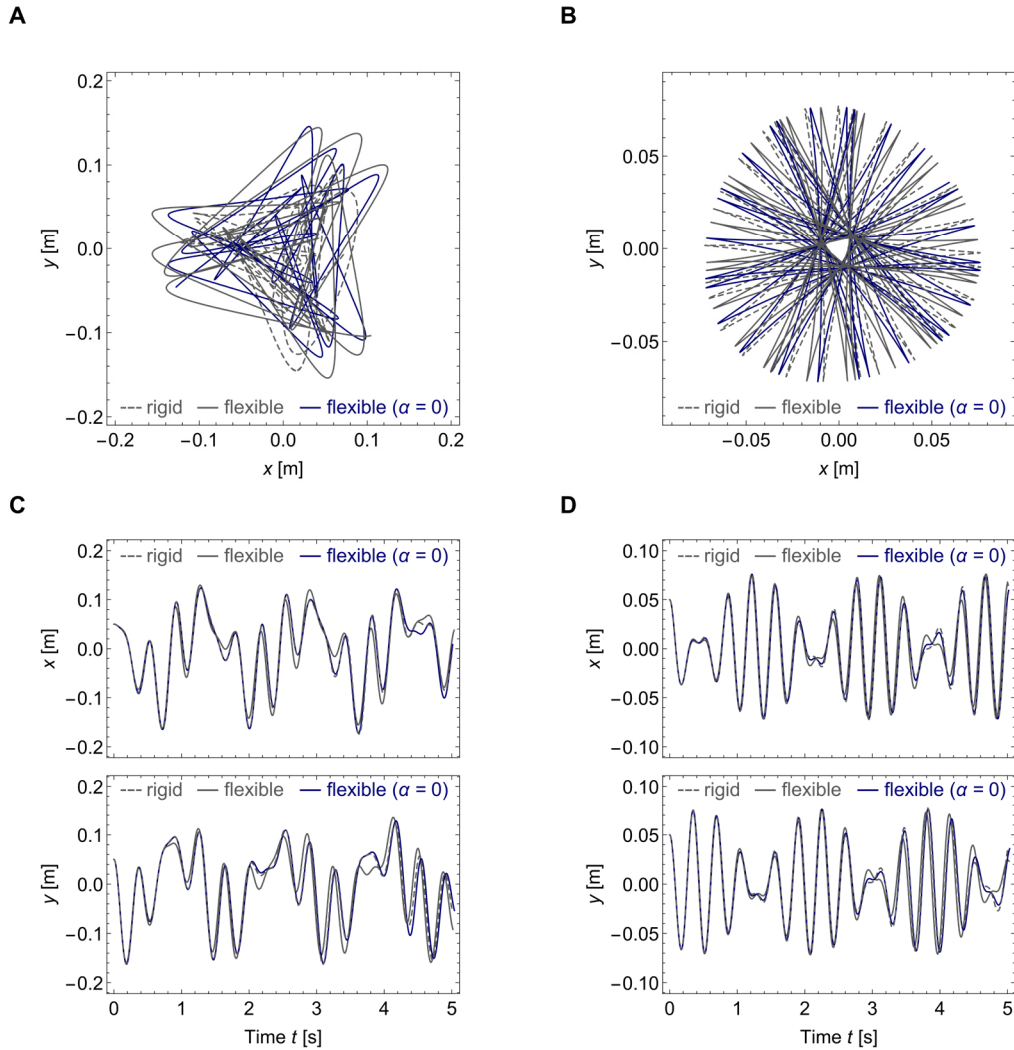 A
B
0.2
0.1
0.0
−0.1
−0.2
y [m]
rigid flexible flexible (α = 0)
−0.2 −0.1 0.0 0.1 0.2
x [m]
0.05
0.00
−0.05
y [m]
rigid flexible flexible (α = 0)
−0.05 0.00 0.05
x [m]
C
D
0.2
0.1
0.0
−0.1
−0.2
x [m]
rigid flexible flexible (α = 0)
0.10
0.05
0.00
−0.05
−0.10
x [m]
rigid flexible flexible (α = 0)
0.2
0.1
0.0
−0.1
−0.2
y [m]
rigid flexible flexible (α = 0)
0 1 2 3 4 5
Time t [s]
0.10
0.05
0.00
−0.05
−0.10
y [m]
rigid flexible flexible (α = 0)
0 1 2 3 4 5
Time t [s]